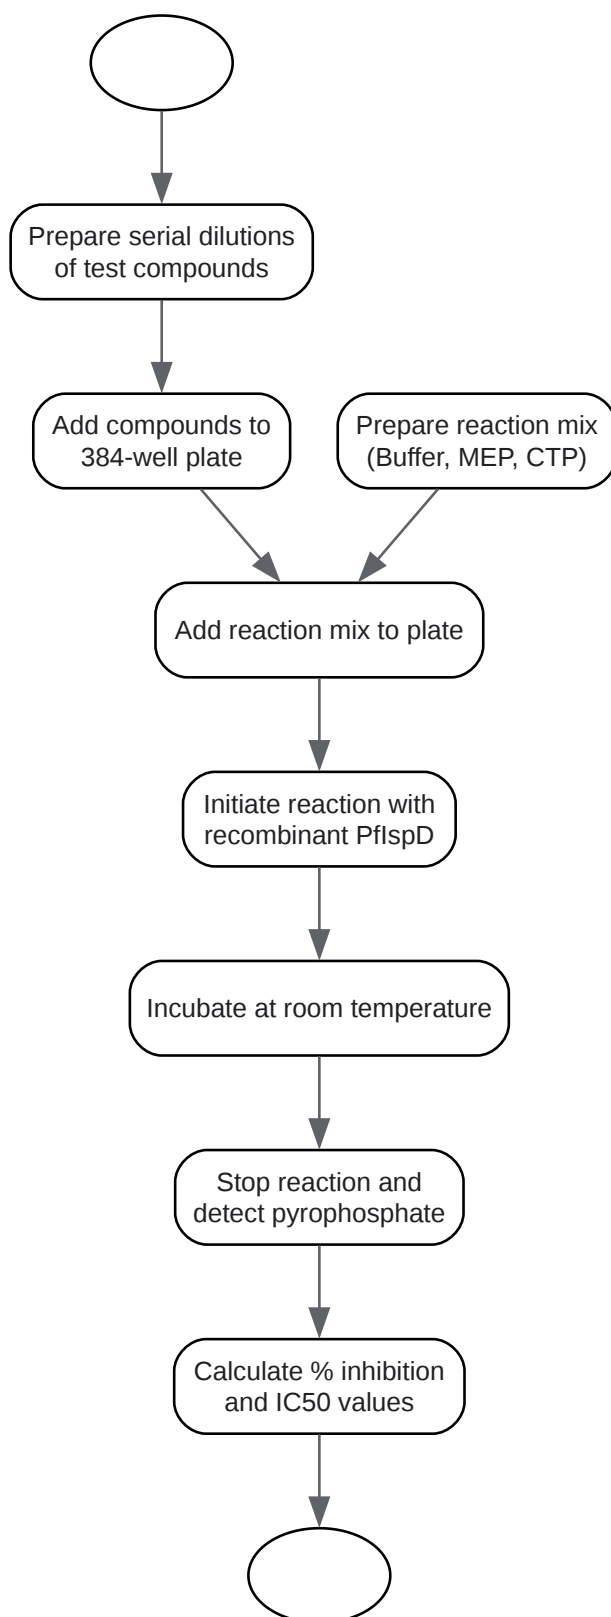 Prepare serial dilutions
of test compounds
Add compounds to
384-well plate
Prepare reaction mix
(Buffer, MEP, CTP)
Add reaction mix to plate
Initiate reaction with
recombinant PfIspD
Incubate at room temperature
Stop reaction and
detect pyrophosphate
Calculate % inhibition
and IC50 values